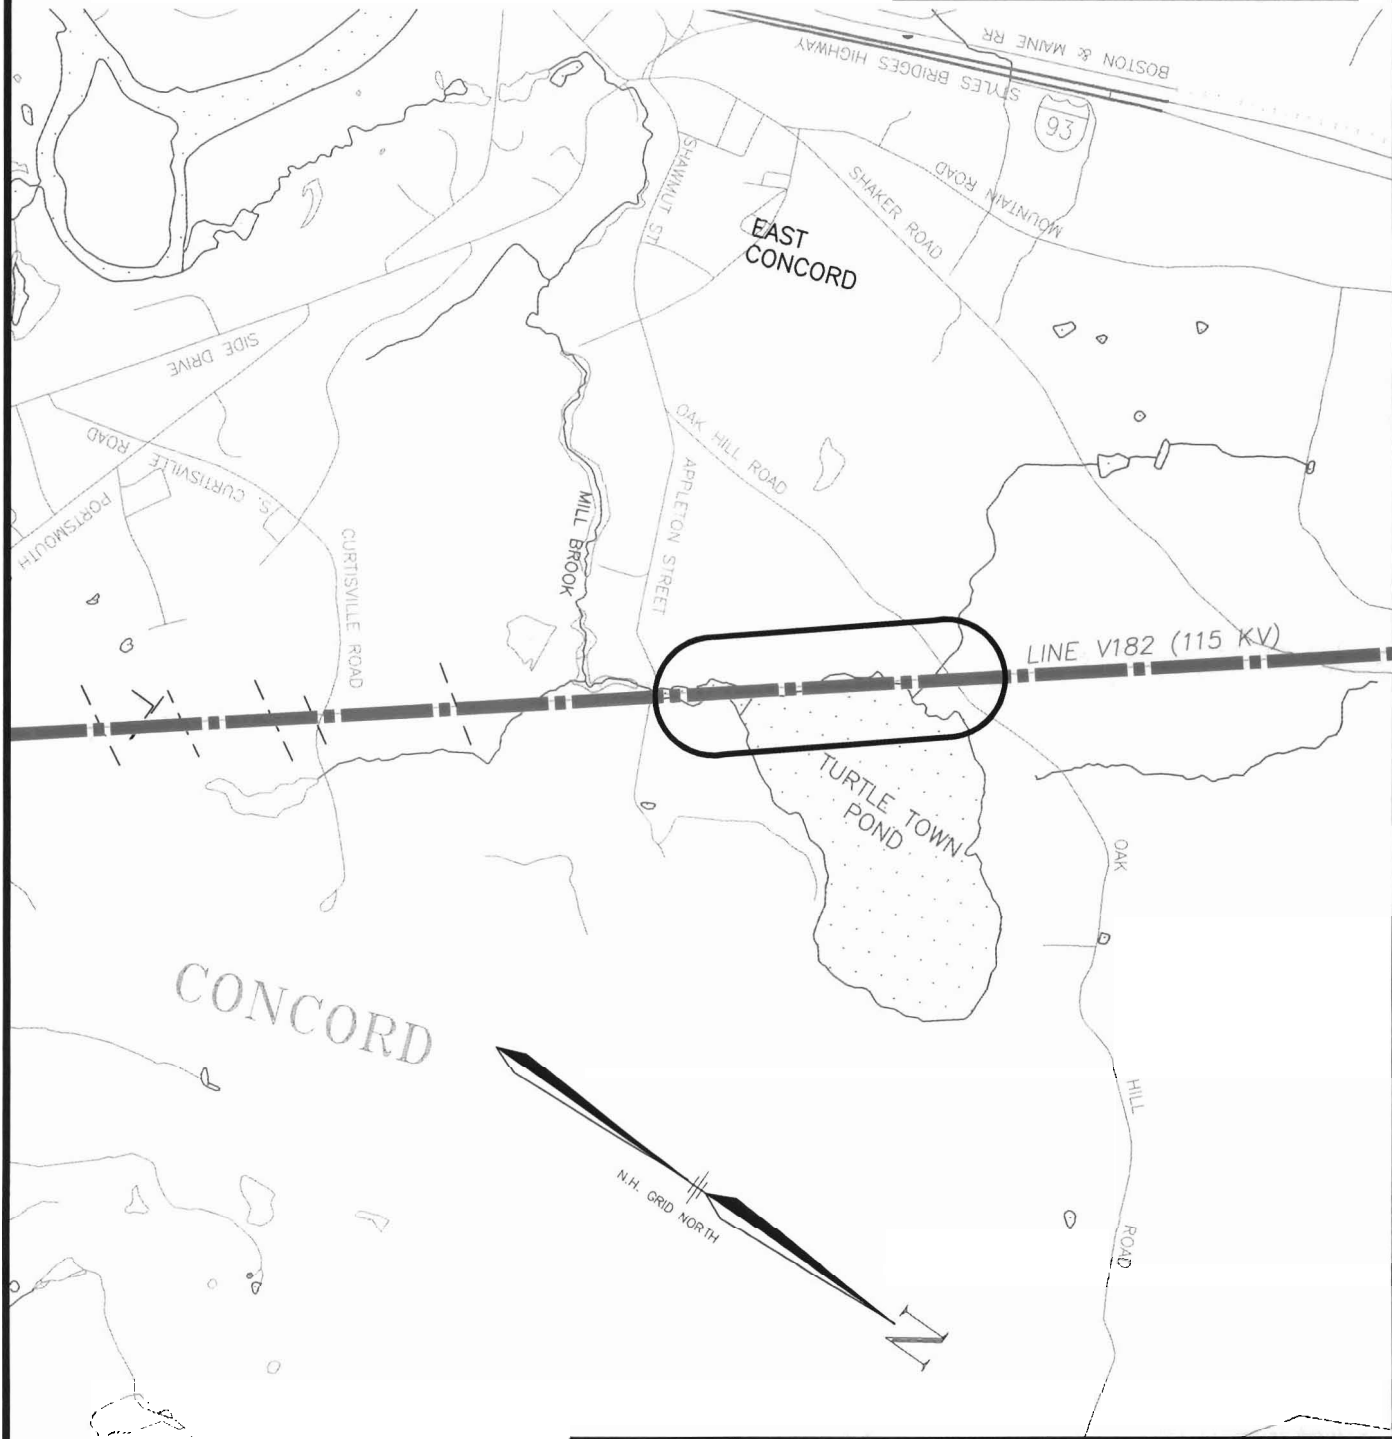 BOSTON & MAINE RR
STYLES BRIDGES HIGHWAY
93
SHAWMUT ST
SHAKER ROAD
MOUNTAIN ROAD
EAST
CONCORD
SIDE DRIVE
S. CURTISVILLE ROAD
PORTSMOUTH
OAK HILL ROAD
APPLETON STREET
MILL BROOK
CURTISVILLE ROAD
LINE V182 (115 KV)
TURTLE TOWN
POND
OAK
HILL
ROAD
CONCORD
N.H. GRID NORTH
N